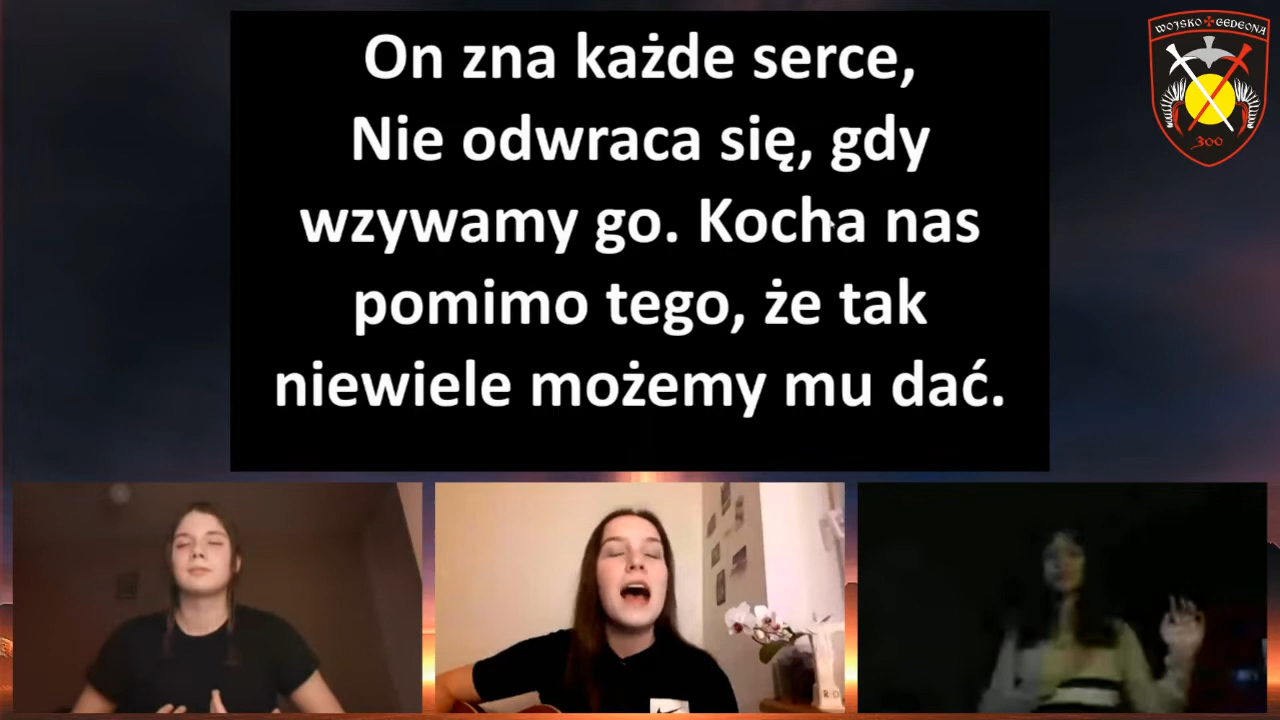 On zna każde serce,
Nie odwraca się, gdy
wzywamy go. Kocha nas
pomimo tego, że tak
niewiele możemy mu dać.
WOJSKO GEDEONA
300